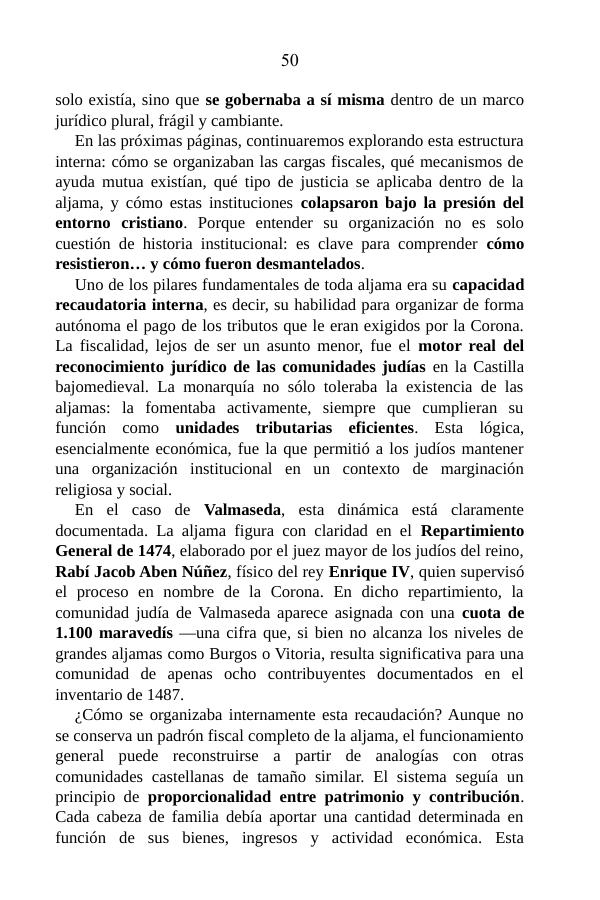 50
solo existía, sino que se gobernaba a sí misma dentro de un marco
jurídico plural, frágil y cambiante.
En las próximas páginas, continuaremos explorando esta estructura
interna: cómo se organizaban las cargas fiscales, qué mecanismos de
ayuda mutua existían, qué tipo de justicia se aplicaba dentro de la
aljama, y cómo estas instituciones colapsaron bajo la presión del
entorno cristiano. Porque entender su organización no es solo
cuestión de historia institucional: es clave para comprender cómo
resistieron… y cómo fueron desmantelados.
Uno de los pilares fundamentales de toda aljama era su capacidad
recaudatoria interna, es decir, su habilidad para organizar de forma
autónoma el pago de los tributos que le eran exigidos por la Corona.
La fiscalidad, lejos de ser un asunto menor, fue el motor real del
reconocimiento jurídico de las comunidades judías en la Castilla
bajomedieval. La monarquía no sólo toleraba la existencia de las
aljamas: la fomentaba activamente, siempre que cumplieran su
función como unidades tributarias eficientes. Esta lógica,
esencialmente económica, fue la que permitió a los judíos mantener
una organización institucional en un contexto de marginación
religiosa y social.
En el caso de Valmaseda, esta dinámica está claramente
documentada. La aljama figura con claridad en el Repartimiento
General de 1474, elaborado por el juez mayor de los judíos del reino,
Rabí Jacob Aben Núñez, físico del rey Enrique IV, quien supervisó
el proceso en nombre de la Corona. En dicho repartimiento, la
comunidad judía de Valmaseda aparece asignada con una cuota de
1.100 maravedís —una cifra que, si bien no alcanza los niveles de
grandes aljamas como Burgos o Vitoria, resulta significativa para una
comunidad de apenas ocho contribuyentes documentados en el
inventario de 1487.
¿Cómo se organizaba internamente esta recaudación? Aunque no
se conserva un padrón fiscal completo de la aljama, el funcionamiento
general puede reconstruirse a partir de analogías con otras
comunidades castellanas de tamaño similar. El sistema seguía un
principio de proporcionalidad entre patrimonio y contribución.
Cada cabeza de familia debía aportar una cantidad determinada en
función de sus bienes, ingresos y actividad económica. Esta